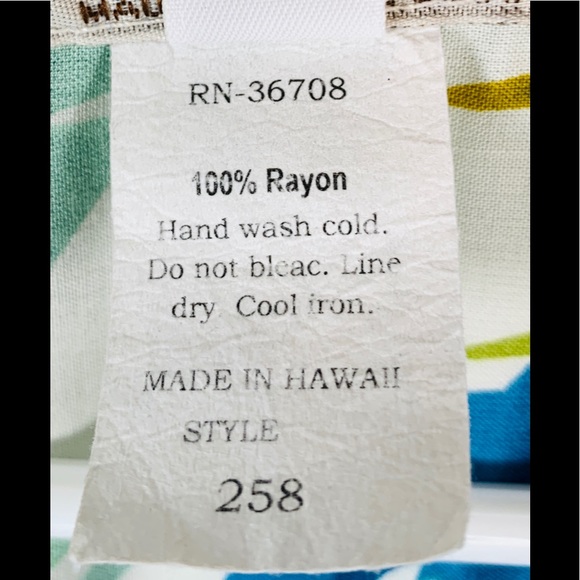 RN-36708
100% Rayon
Hand wash cold.
Do not bleac. Line
dry Cool iron.
MADE IN HAWAII
STYLE
258